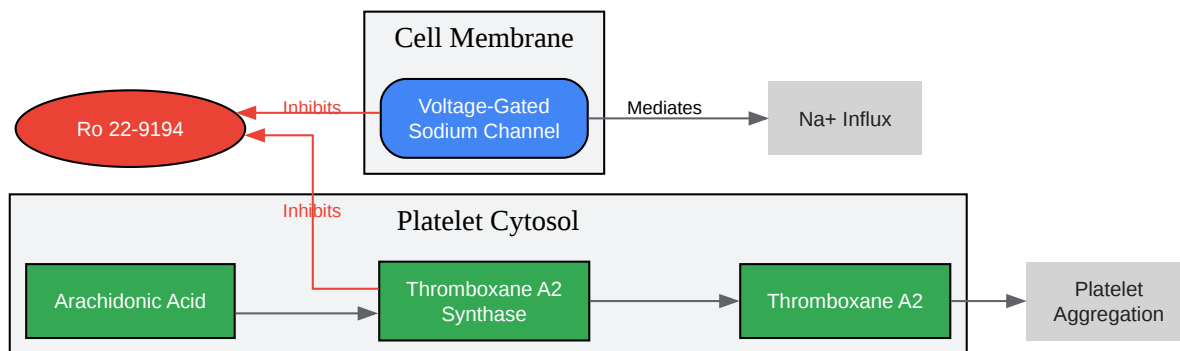 Cell Membrane
Inhibits
Voltage-Gated
Sodium Channel
Mediates
Na+ Influx
Ro 22-9194
Inhibits
Platelet Cytosol
Arachidonic Acid
Thromboxane A2
Synthase
Thromboxane A2
Platelet
Aggregation